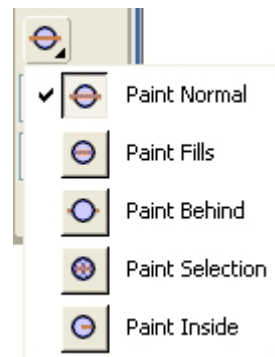 Paint Normal
Paint Fills
Paint Behind
Paint Selection
Paint Inside